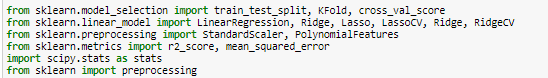 from sklearn.model_selection import train_test_split, KFold, cross_val_score
from sklearn.linear_model import LinearRegression, Ridge, Lasso, LassoCV, Ridge, RidgeCV
from sklearn.preprocessing import StandardScaler, PolynomialFeatures
from sklearn.metrics import r2_score, mean_squared_error
import scipy.stats as stats
from sklearn import preprocessing